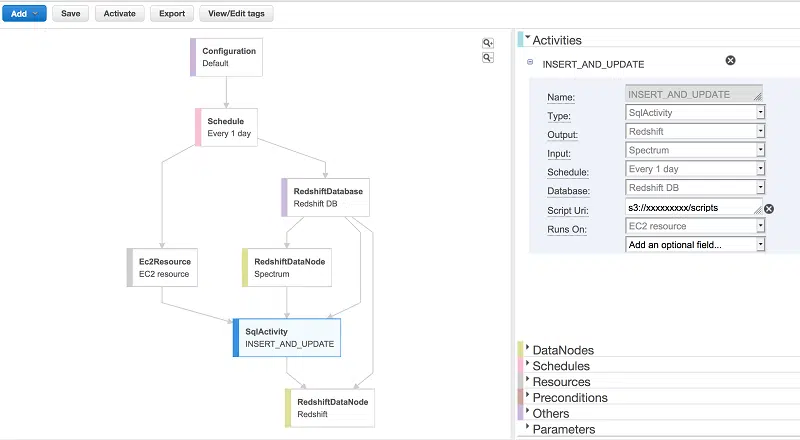 Add
Save
Activate
Export
View/Edit tags
Configuration
Default
Schedule
Every 1 day
RedshiftDatabase
Redshift DB
Ec2Resource
EC2 resource
RedshiftDataNode
Spectrum
SqlActivity
INSERT_AND_UPDATE
RedshiftDataNode
Redshift
Activities
INSERT_AND_UPDATE
Name: INSERT_AND_UPDATE
Type: SqlActivity
Output: Redshift
Input: Spectrum
Schedule: Every 1 day
Database: Redshift DB
Script Uri: s3://xxxxxxxxx/scripts
Runs On: EC2 resource
Add an optional field...
DataNodes
Schedules
Resources
Preconditions
Others
Parameters